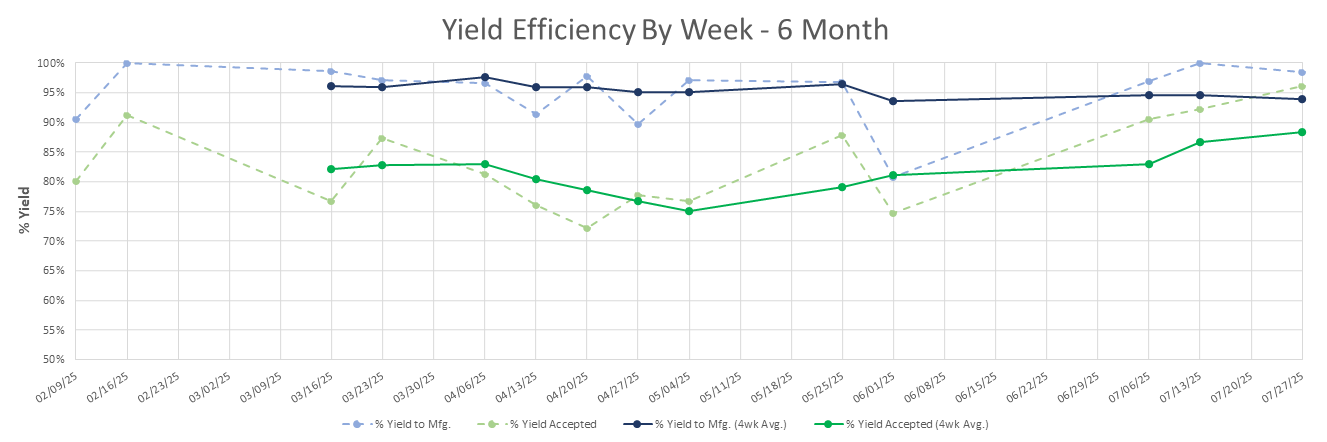 Yield Efficiency By Week - 6 Month
% Yield
100%
95%
90%
85%
80%
75%
70%
65%
60%
55%
50%
02/09/25 02/16/25 02/23/25 03/02/25 03/09/25 03/16/25 03/23/25 03/30/25 04/06/25 04/13/25 04/20/25 04/27/25 05/04/25 05/11/25 05/18/25 05/25/25 06/01/25 06/08/25 06/15/25 06/22/25 06/29/25 07/06/25 07/13/25 07/20/25 07/27/25
% Yield to Mfg. % Yield Accepted % Yield to Mfg. (4wk Avg.) % Yield Accepted (4wk Avg.)